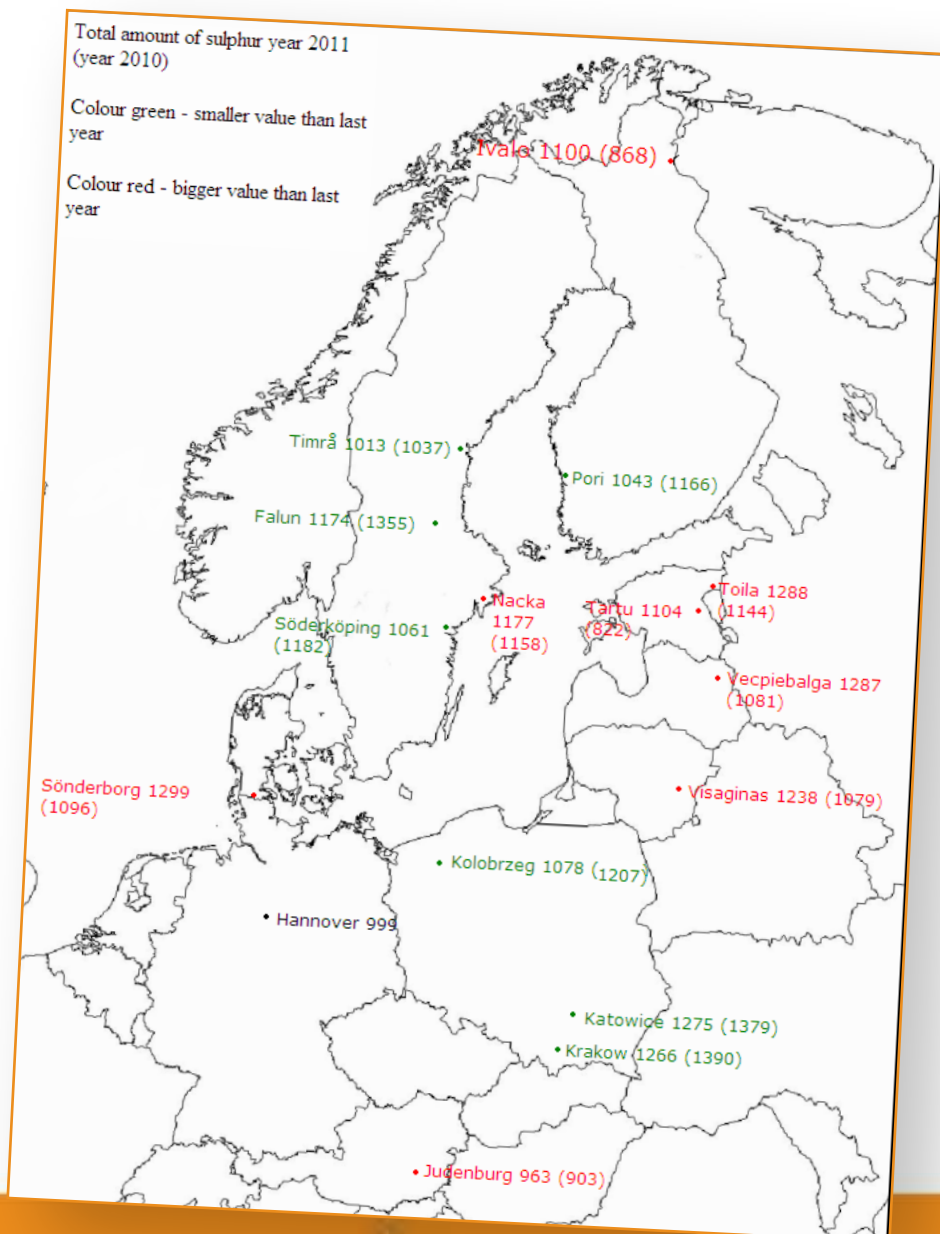 Total amount of sulphur year 2011
(year 2010)
Colour green - smaller value than last
year
Colour red - bigger value than last
year
Ivalo 1100 (868)
Timrå 1013 (1037)
Pori 1043 (1166)
Falun 1174 (1355)
Toila 1288
(1144)
Nacka
1177
(1158)
Tartu 1104
(822)
Söderköping 1061
(1182)
Vecpiebalga 1287
(1081)
Sönderborg 1299
(1096)
Visaginas 1238 (1079)
Kolobrzeg 1078 (1207)
Hannover 999
Katowice 1275 (1379)
Krakow 1266 (1390)
Judenburg 963 (903)